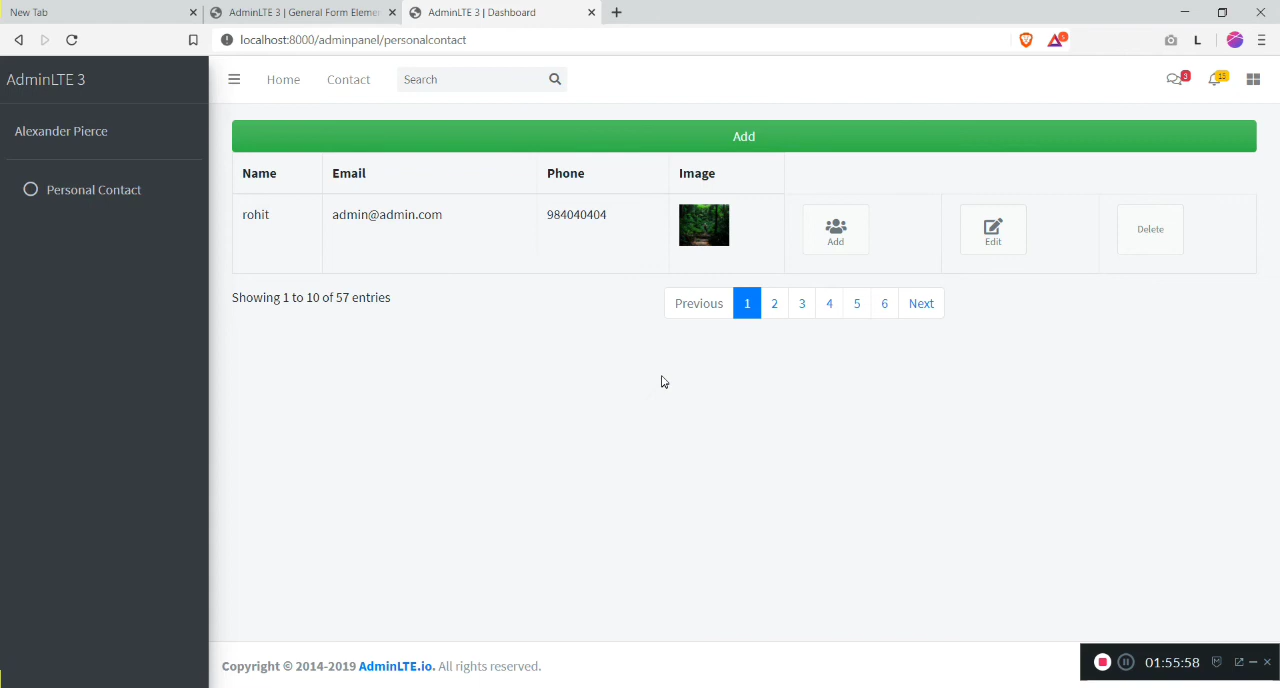 New Tab
AdminLTE 3 | General Form Elemen
AdminLTE 3 | Dashboard
localhost:8000/adminpanel/personalcontact
L
AdminLTE 3
Home
Contact
Search
3
15
Alexander Pierce
Personal Contact
Add
Name Email Phone Image
rohit admin@admin.com 984040404
Add
Edit
Delete
Showing 1 to 10 of 57 entries
Previous 1 2 3 4 5 6 Next
Copyright © 2014-2019 AdminLTE.io. All rights reserved.
01:55:58